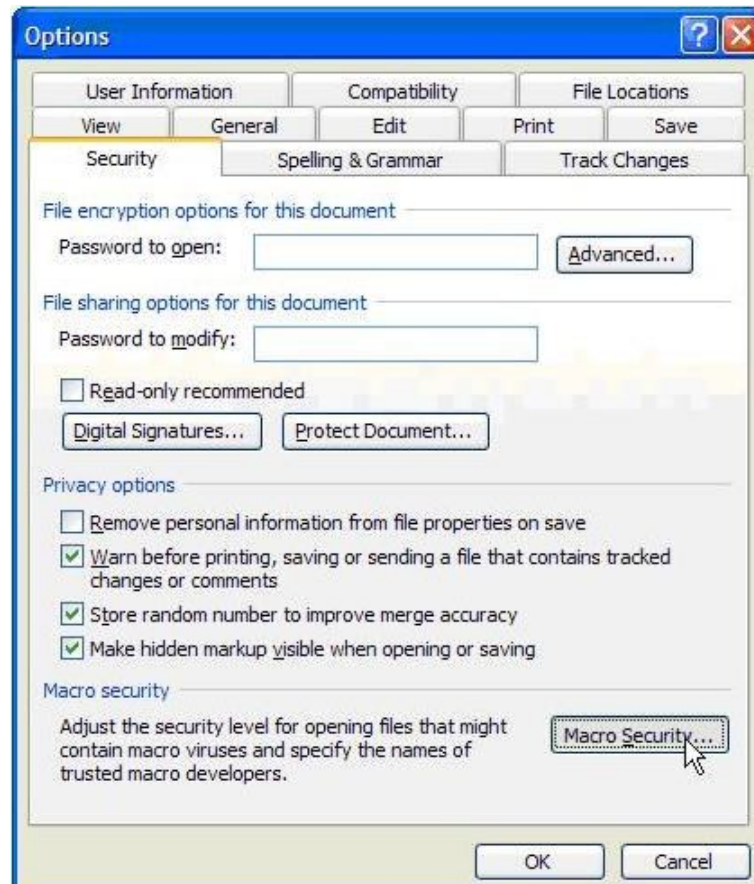 Options
User Information Compatibility File Locations
View General Edit Print Save
Security Spelling & Grammar Track Changes
File encryption options for this document
Password to open: Advanced...
File sharing options for this document
Password to modify:
Read-only recommended
Digital Signatures... Protect Document...
Privacy options
Remove personal information from file properties on save
Warn before printing, saving or sending a file that contains tracked
changes or comments
Store random number to improve merge accuracy
Make hidden markup visible when opening or saving
Macro security
Adjust the security level for opening files that might
contain macro viruses and specify the names of
trusted macro developers.
Macro Security...
OK Cancel